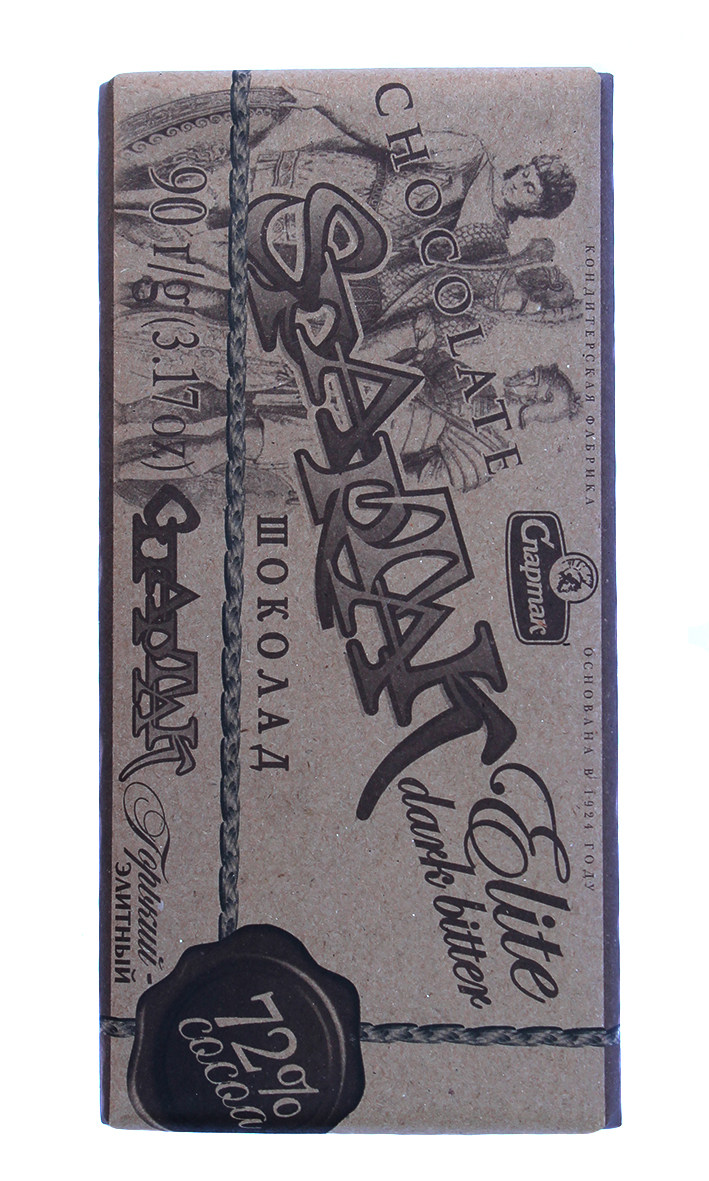 КОНДИТЕРСКАЯ ФАБРИКА
ОСНОВАНА В 1924 ГОДУ
Спартак
CHOCOLATE
СПАРТАК
Elite
dark bitter
ШОКОЛАД
90 г/g (3.17 oz)
СПАРТАК
Горький -
ЭЛИТНЫЙ
72%
cocoa